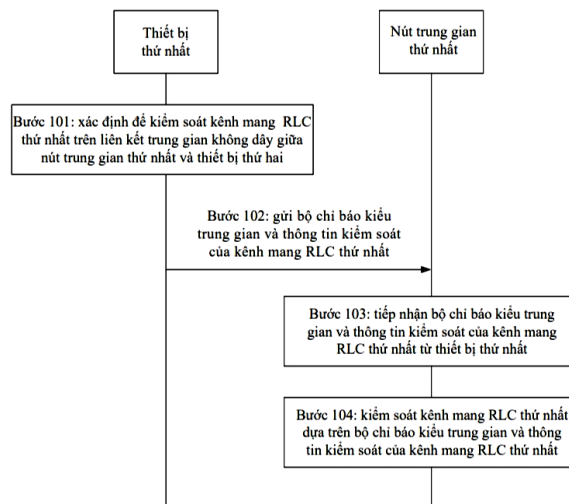 Thiết bị
thứ nhất
Nút trung gian
thứ nhất
Bước 101: xác định để kiểm soát kênh mang RLC
thứ nhất trên liên kết trung gian không dây giữa
nút trung gian thứ nhất và thiết bị thứ hai
Bước 102: gửi bộ chỉ báo kiểu
trung gian và thông tin kiểm soát
của kênh mang RLC thứ nhất
Bước 103: tiếp nhận bộ chỉ báo kiểu trung
gian và thông tin kiểm soát của kênh mang
RLC thứ nhất từ thiết bị thứ nhất
Bước 104: kiểm soát kênh mang RLC thứ nhất
dựa trên bộ chỉ báo kiểu trung gian và thông
tin kiểm soát của kênh mang RLC thứ nhất